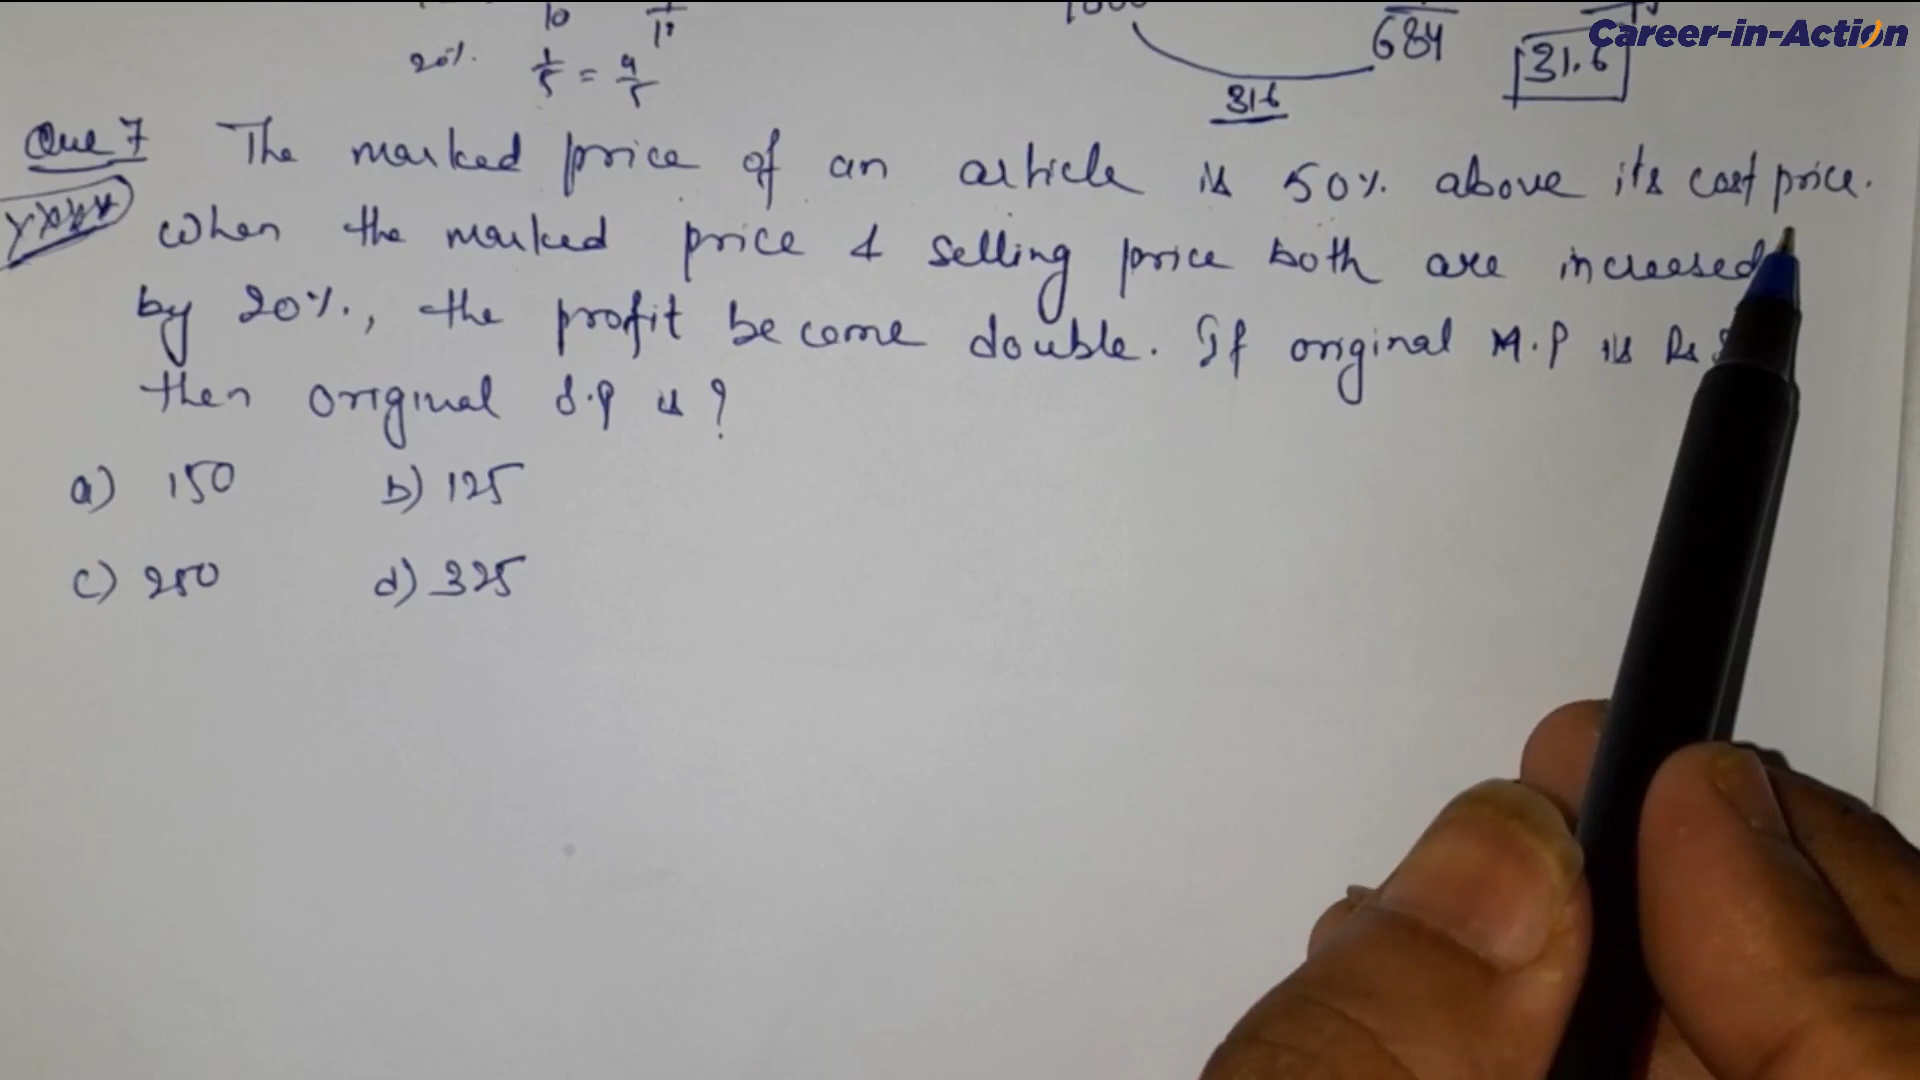 10
20%. 1/5 = 4/5
684
316
31.6
Career-in-Action
Que 7 The marked price of an article is 50% above its cost price.
When the marked price & selling price both are increased
by 20%., the profit become double. If original M.P is Rs
then original S.P is?
a) 150 b) 125
c) 250 d) 325